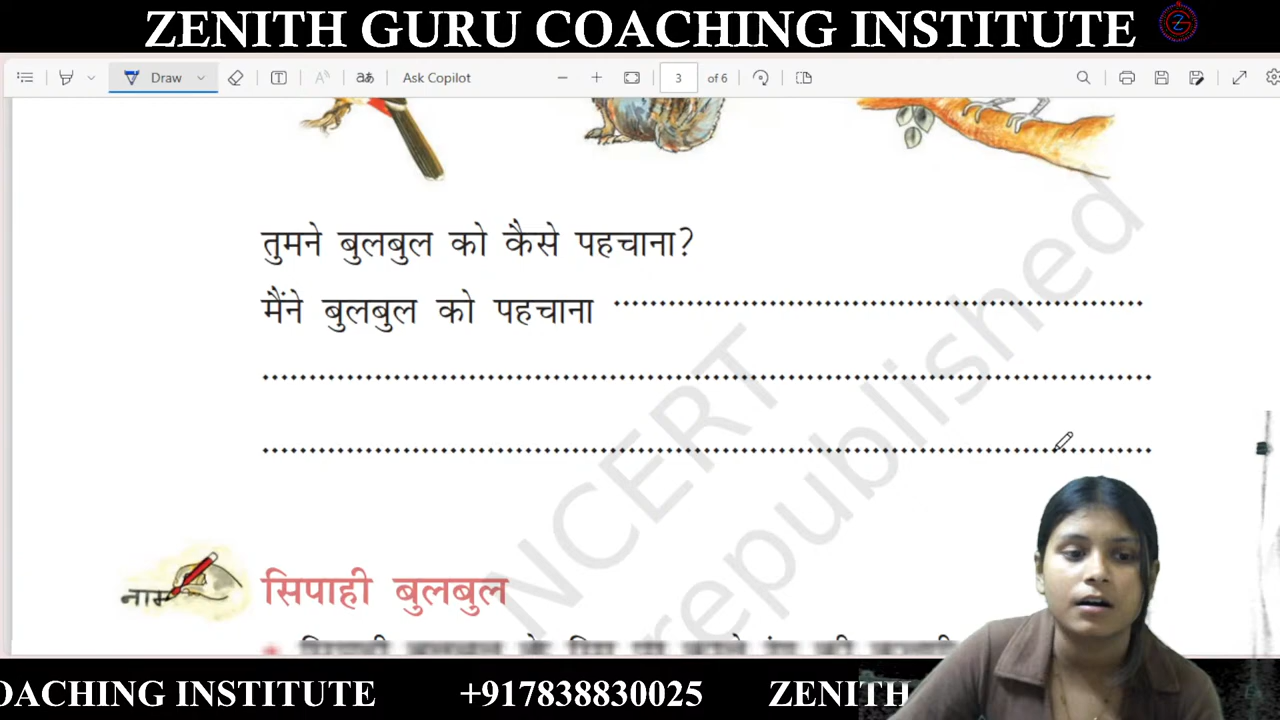 ZENITH GURU COACHING INSTITUTE
Draw
Ask Copilot
3 of 6
तुमने बुलबुल को कैसे पहचाना?
मैंने बुलबुल को पहचाना
NCERT
republished
नाम
सिपाही बुलबुल
OACHING INSTITUTE +917838830025 ZENITH